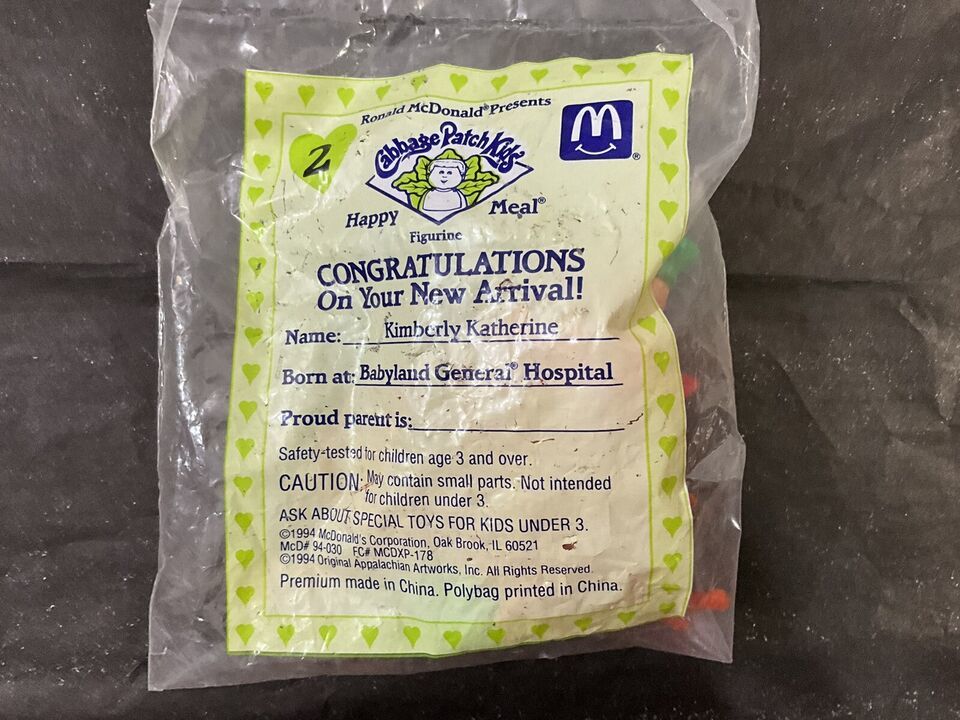 Ronald McDonald® Presents
2
M
®
Cabbage Patch Kids®
Happy Meal®
Figurine
CONGRATULATIONS
On Your New Arrival!
Name: Kimberly Katherine
Born at: Babyland General® Hospital
Proud parent is:
Safety-tested for children age 3 and over.
CAUTION: May contain small parts. Not intended
for children under 3.
ASK ABOUT SPECIAL TOYS FOR KIDS UNDER 3.
©1994 McDonald's Corporation, Oak Brook, IL 60521
McD# 94-030 FC# MCDXP-178
©1994 Original Appalachian Artworks, Inc. All Rights Reserved.
Premium made in China. Polybag printed in China.